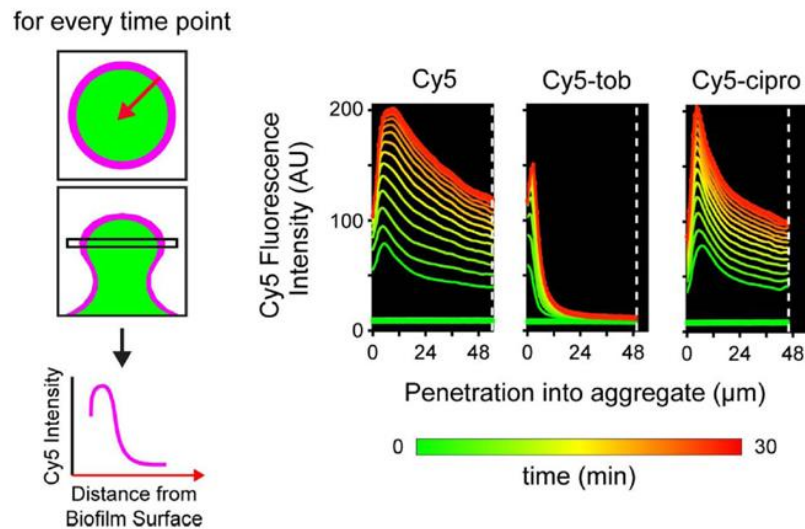 for every time point
Cy5 Intensity
Distance from
Biofilm Surface
Cy5
Cy5-tob
Cy5-cipro
Cy5 Fluorescence
Intensity (AU)
200
100
0
0 24 48
0 24 48
0 24 48
Penetration into aggregate (µm)
0
30
time (min)